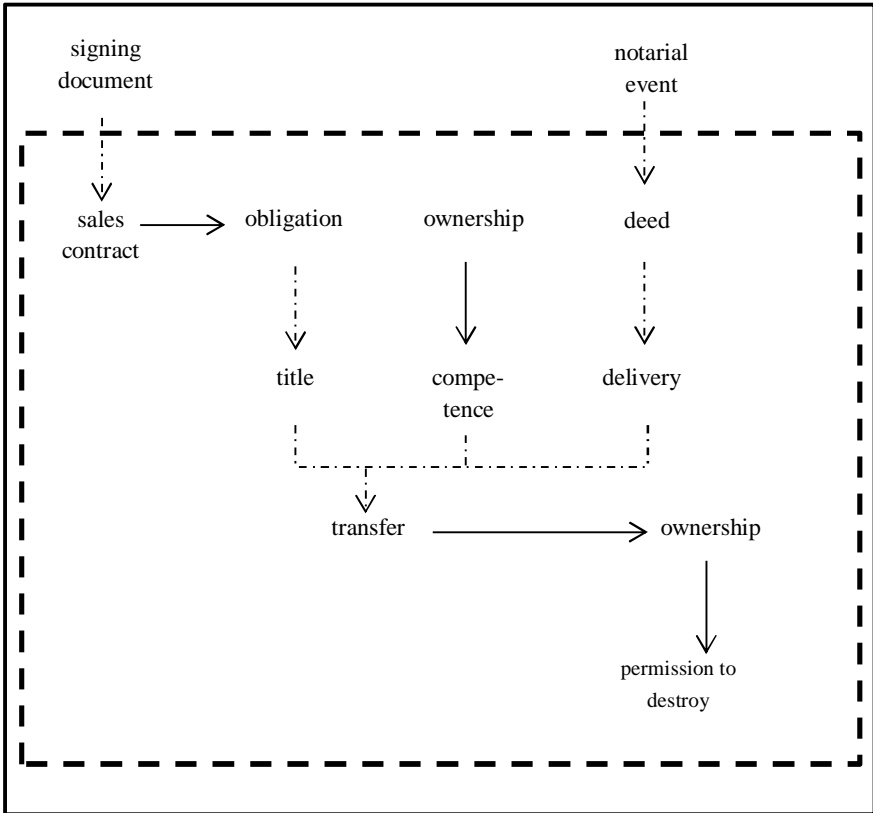 signing
document
notarial
event
sales
contract
obligation
ownership
deed
title
compe-
tence
delivery
transfer
ownership
permission to
destroy